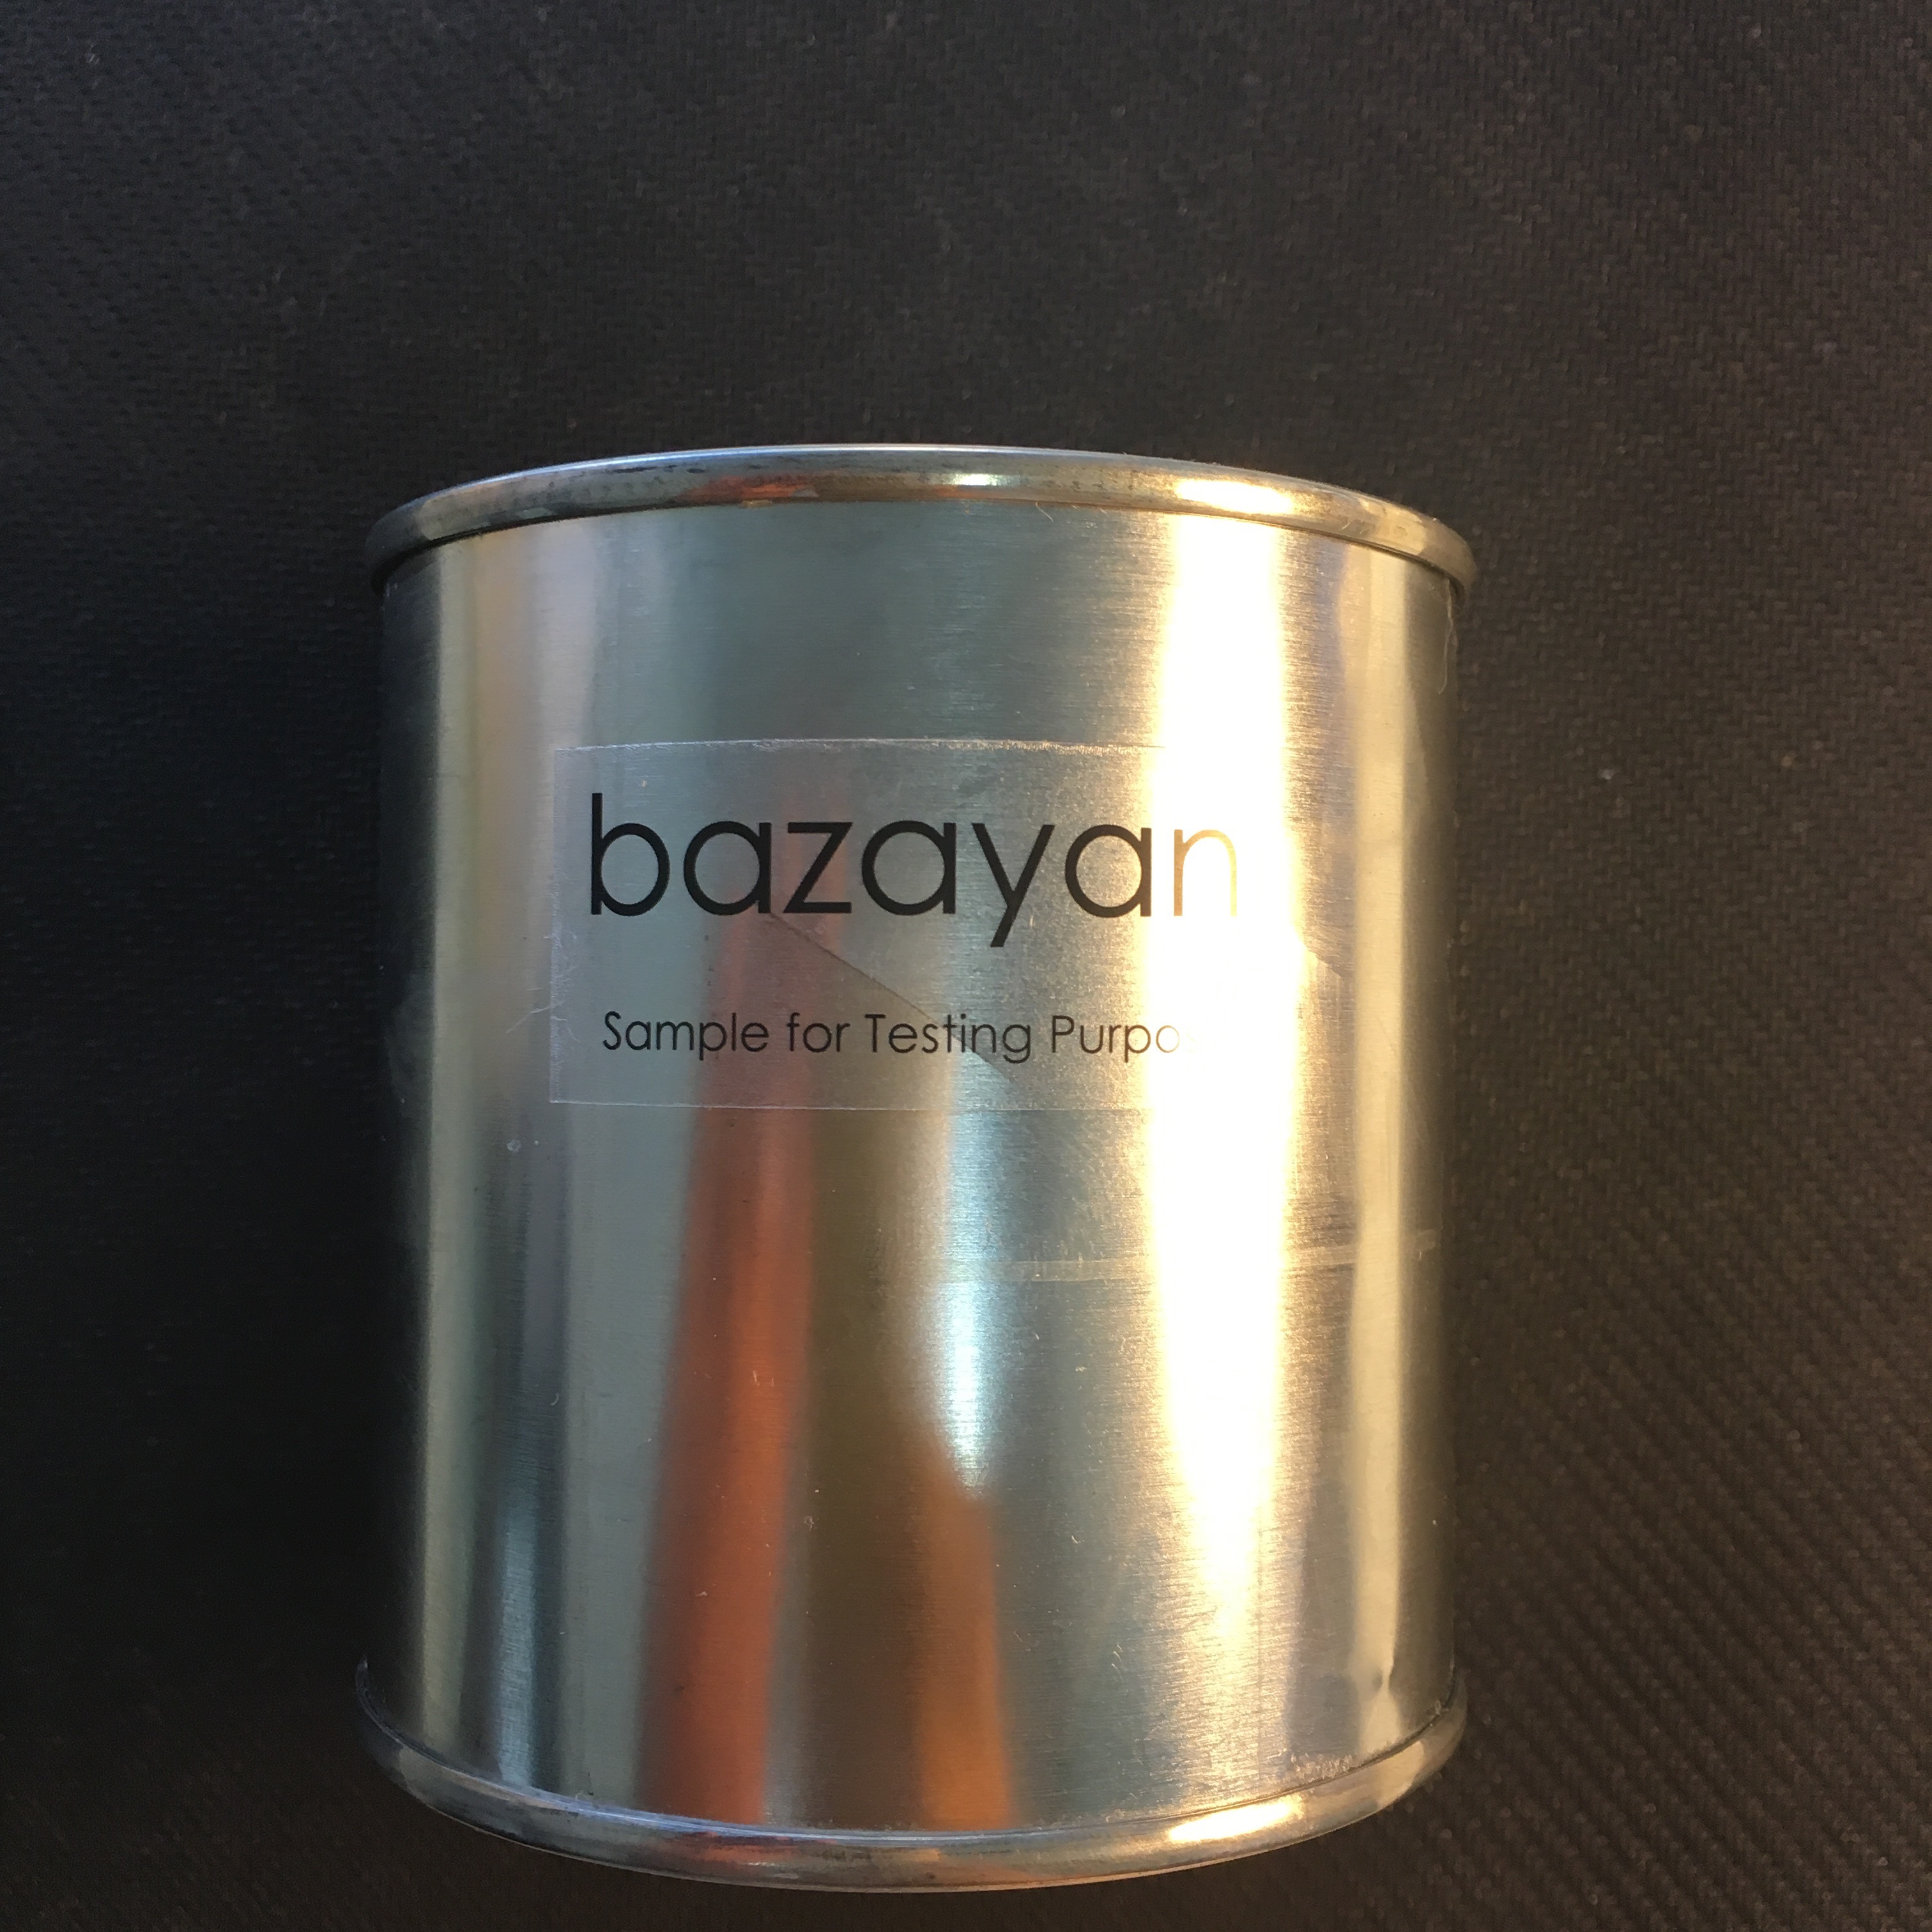 bazayan
Sample for Testing